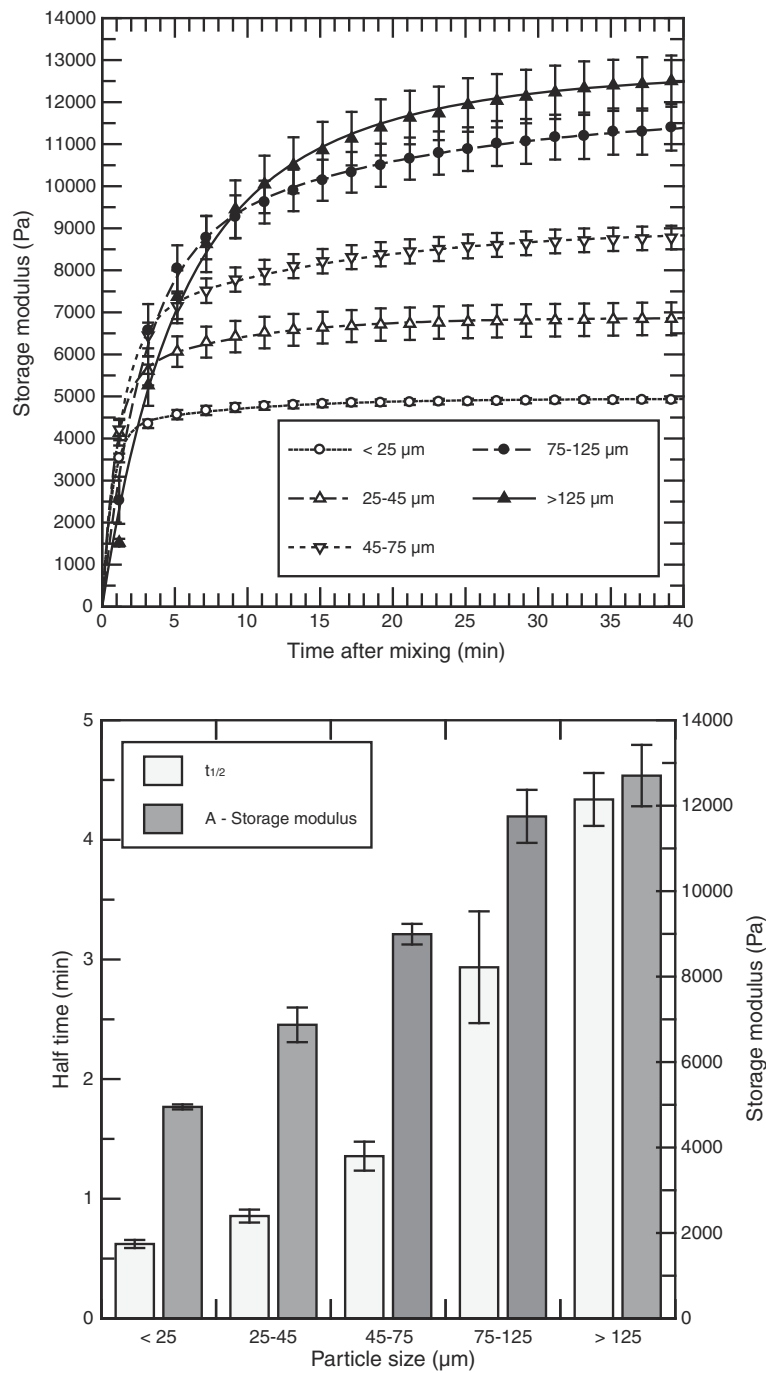 14000
13000
12000
11000
10000
9000
8000
7000
6000
5000
4000
3000
2000
1000
0
Storage modulus (Pa)
< 25 µm
25-45 µm
45-75 µm
75-125 µm
>125 µm
0 5 10 15 20 25 30 35 40
Time after mixing (min)
5
4
3
2
1
0
Half time (min)
t1/2
A - Storage modulus
14000
12000
10000
8000
6000
4000
2000
0
Storage modulus (Pa)
< 25 25-45 45-75 75-125 > 125
Particle size (µm)